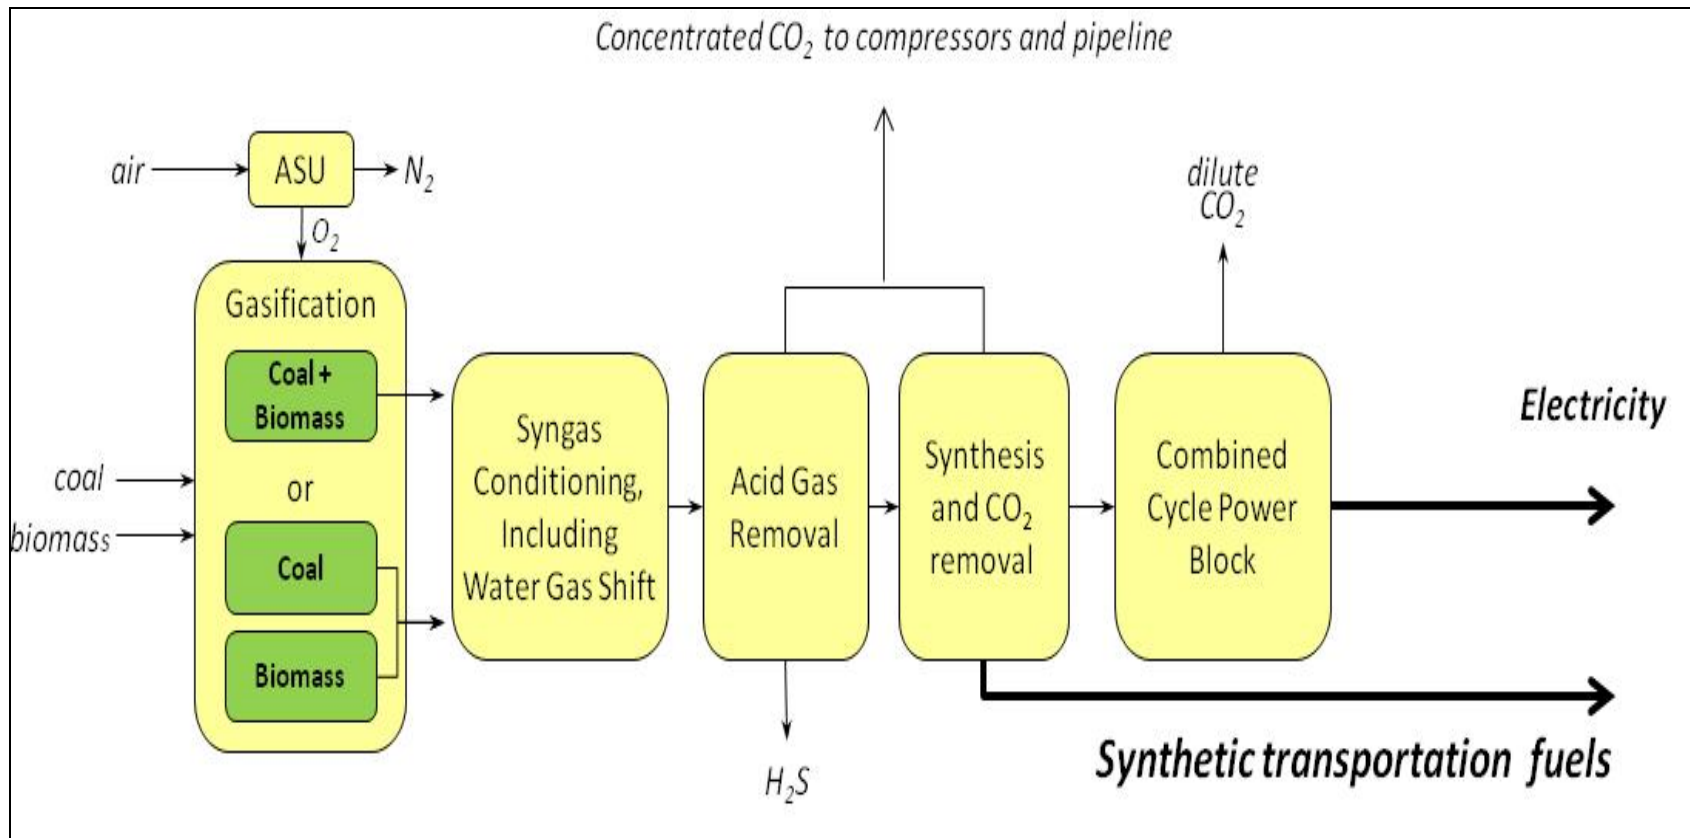 Concentrated CO₂ to compressors and pipeline
air
ASU
N₂
O₂
dilute
CO₂
Gasification
Coal +
Biomass
or
Coal
Biomass
coal
biomass
Syngas
Conditioning,
Including
Water Gas Shift
Acid Gas
Removal
Synthesis
and CO₂
removal
Combined
Cycle Power
Block
Electricity
H₂S
Synthetic transportation fuels